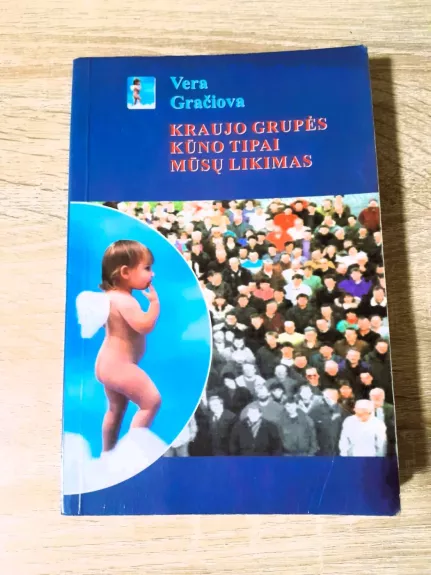 Vera
Gračiova
KRAUJO GRUPĖS
KŪNO TIPAI
MŪSŲ LIKIMAS